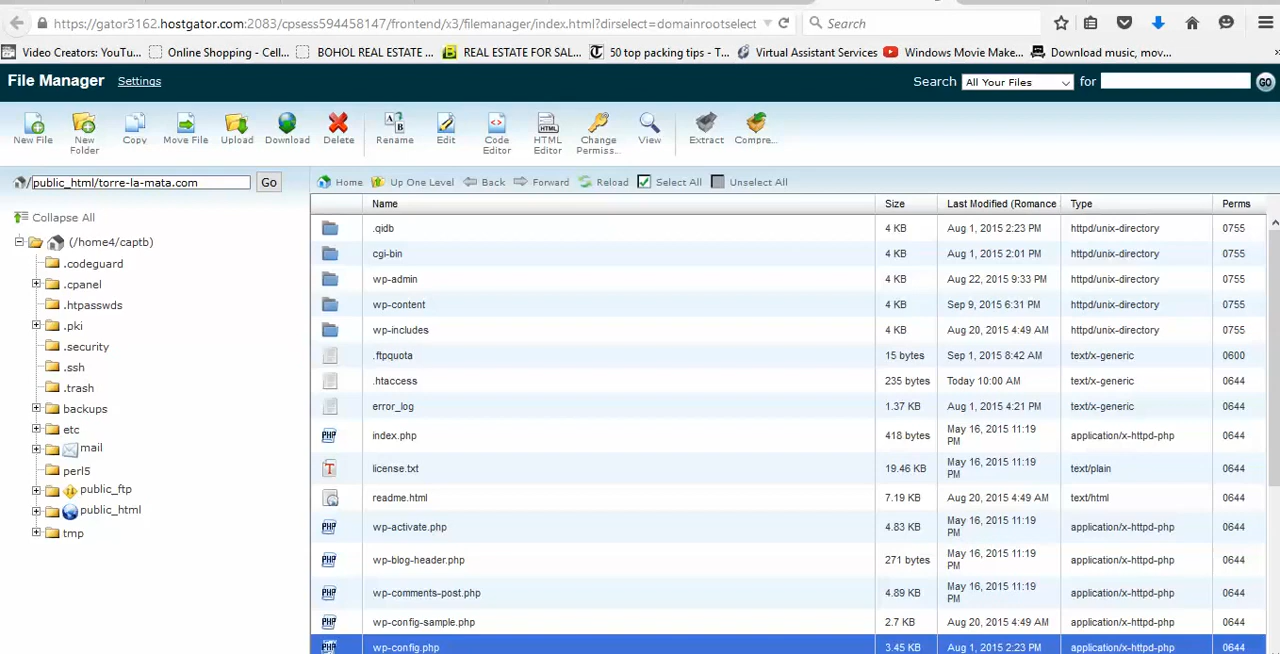 https://gator3162.hostgator.com:2083/cpsess594458147/frontend/x3/filemanager/index.html?dirselect=domainrootselect
Search
Video Creators: YouTu...
Online Shopping - Cell...
BOHOL REAL ESTATE ...
REAL ESTATE FOR SAL...
50 top packing tips - T...
Virtual Assistant Services
Windows Movie Make...
Download music, mov...
File Manager
Settings
Search
All Your Files
for
GO
New File
New Folder
Copy
Move File
Upload
Download
Delete
Rename
Edit
Code Editor
HTML Editor
Change Permiss...
View
Extract
Compre...
/public_html/torre-la-mata.com
Go
Home
Up One Level
Back
Forward
Reload
Select All
Unselect All
Collapse All
(/home4/captb)
.codeguard
.cpanel
.htpasswds
.pki
.security
.ssh
.trash
backups
etc
mail
perl5
public_ftp
public_html
tmp
Name Size Last Modified (Romance Type Perms
.qidb 4 KB Aug 1, 2015 2:23 PM httpd/unix-directory 0755
cgi-bin 4 KB Aug 1, 2015 2:01 PM httpd/unix-directory 0755
wp-admin 4 KB Aug 22, 2015 9:33 PM httpd/unix-directory 0755
wp-content 4 KB Sep 9, 2015 6:31 PM httpd/unix-directory 0755
wp-includes 4 KB Aug 20, 2015 4:49 AM httpd/unix-directory 0755
.ftpquota 15 bytes Sep 1, 2015 8:42 AM text/x-generic 0600
.htaccess 235 bytes Today 10:00 AM text/x-generic 0644
error_log 1.37 KB Aug 1, 2015 4:21 PM text/x-generic 0644
index.php 418 bytes May 16, 2015 11:19 PM application/x-httpd-php 0644
license.txt 19.46 KB May 16, 2015 11:19 PM text/plain 0644
readme.html 7.19 KB Aug 20, 2015 4:49 AM text/html 0644
wp-activate.php 4.83 KB May 16, 2015 11:19 PM application/x-httpd-php 0644
wp-blog-header.php 271 bytes May 16, 2015 11:19 PM application/x-httpd-php 0644
wp-comments-post.php 4.89 KB May 16, 2015 11:19 PM application/x-httpd-php 0644
wp-config-sample.php 2.7 KB Aug 20, 2015 4:49 AM application/x-httpd-php 0644
wp-config.php 3.45 KB Aug 1, 2015 2:23 PM application/x-httpd-php 0644